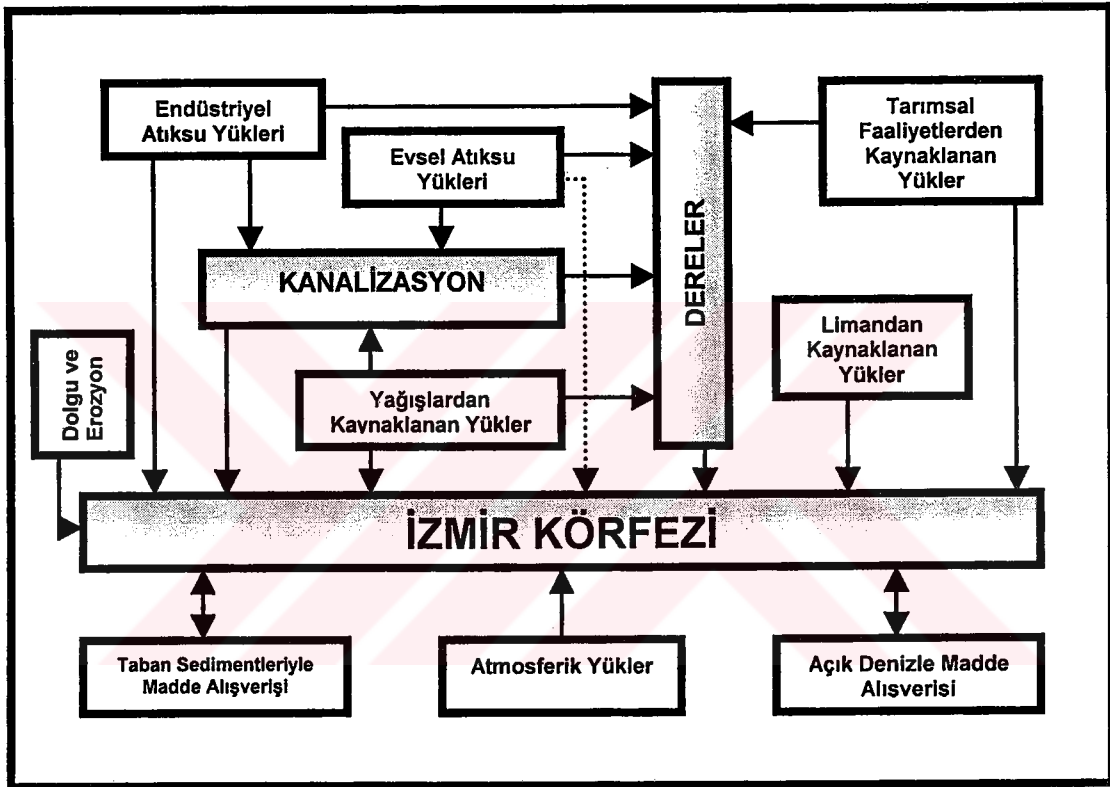 Endüstriyel
Atıksu Yükleri
Evsel Atıksu
Yükleri
Tarımsal
Faaliyetlerden
Kaynaklanan
Yükler
KANALİZASYON
DERELER
Limandan
Kaynaklanan
Yükler
Dolgu ve
Erozyon
Yağışlardan
Kaynaklanan Yükler
İZMİR KÖRFEZİ
Taban Sedimentleriyle
Madde Alışverişi
Atmosferik Yükler
Açık Denizle Madde
Alışverisi